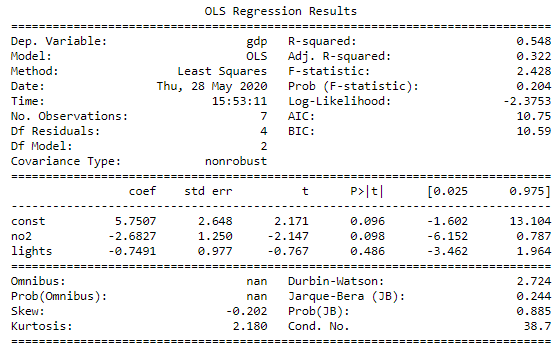 OLS Regression Results
==============================================================================
Dep. Variable:                    gdp   R-squared:                       0.548
Model:                            OLS   Adj. R-squared:                  0.322
Method:                 Least Squares   F-statistic:                     2.428
Date:                Thu, 28 May 2020   Prob (F-statistic):              0.204
Time:                        15:53:11   Log-Likelihood:                -2.3753
No. Observations:                   7   AIC:                             10.75
Df Residuals:                       4   BIC:                             10.59
Df Model:                           2
Covariance Type:            nonrobust
==============================================================================
                 coef    std err          t      P>|t|      [0.025      0.975]
------------------------------------------------------------------------------
const          5.7507      2.648      2.171      0.096      -1.602      13.104
no2           -2.6827      1.250     -2.147      0.098      -6.152       0.787
lights        -0.7491      0.977     -0.767      0.486      -3.462       1.964
==============================================================================
Omnibus:                          nan   Durbin-Watson:                   2.724
Prob(Omnibus):                    nan   Jarque-Bera (JB):                0.244
Skew:                          -0.202   Prob(JB):                        0.885
Kurtosis:                       2.180   Cond. No.                         38.7
==============================================================================